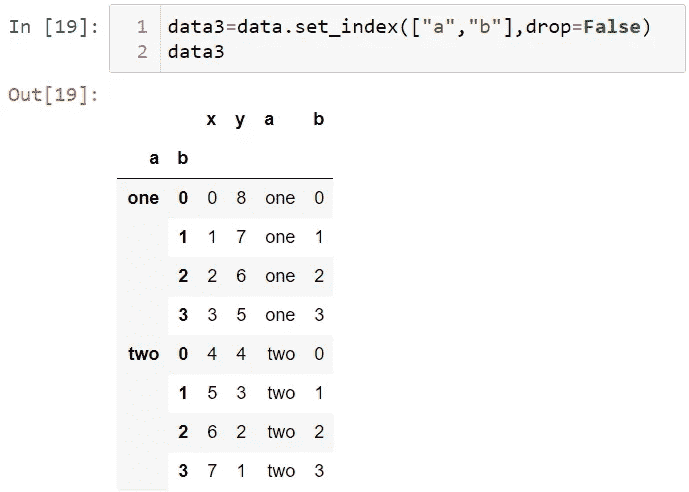 In [19]: 1 data3=data.set_index(["a","b"],drop=False)
2 data3
Out[19]:
x y a b
a b
one 0 0 8 one 0
1 1 7 one 1
2 2 6 one 2
3 3 5 one 3
two 0 4 4 two 0
1 5 3 two 1
2 6 2 two 2
3 7 1 two 3